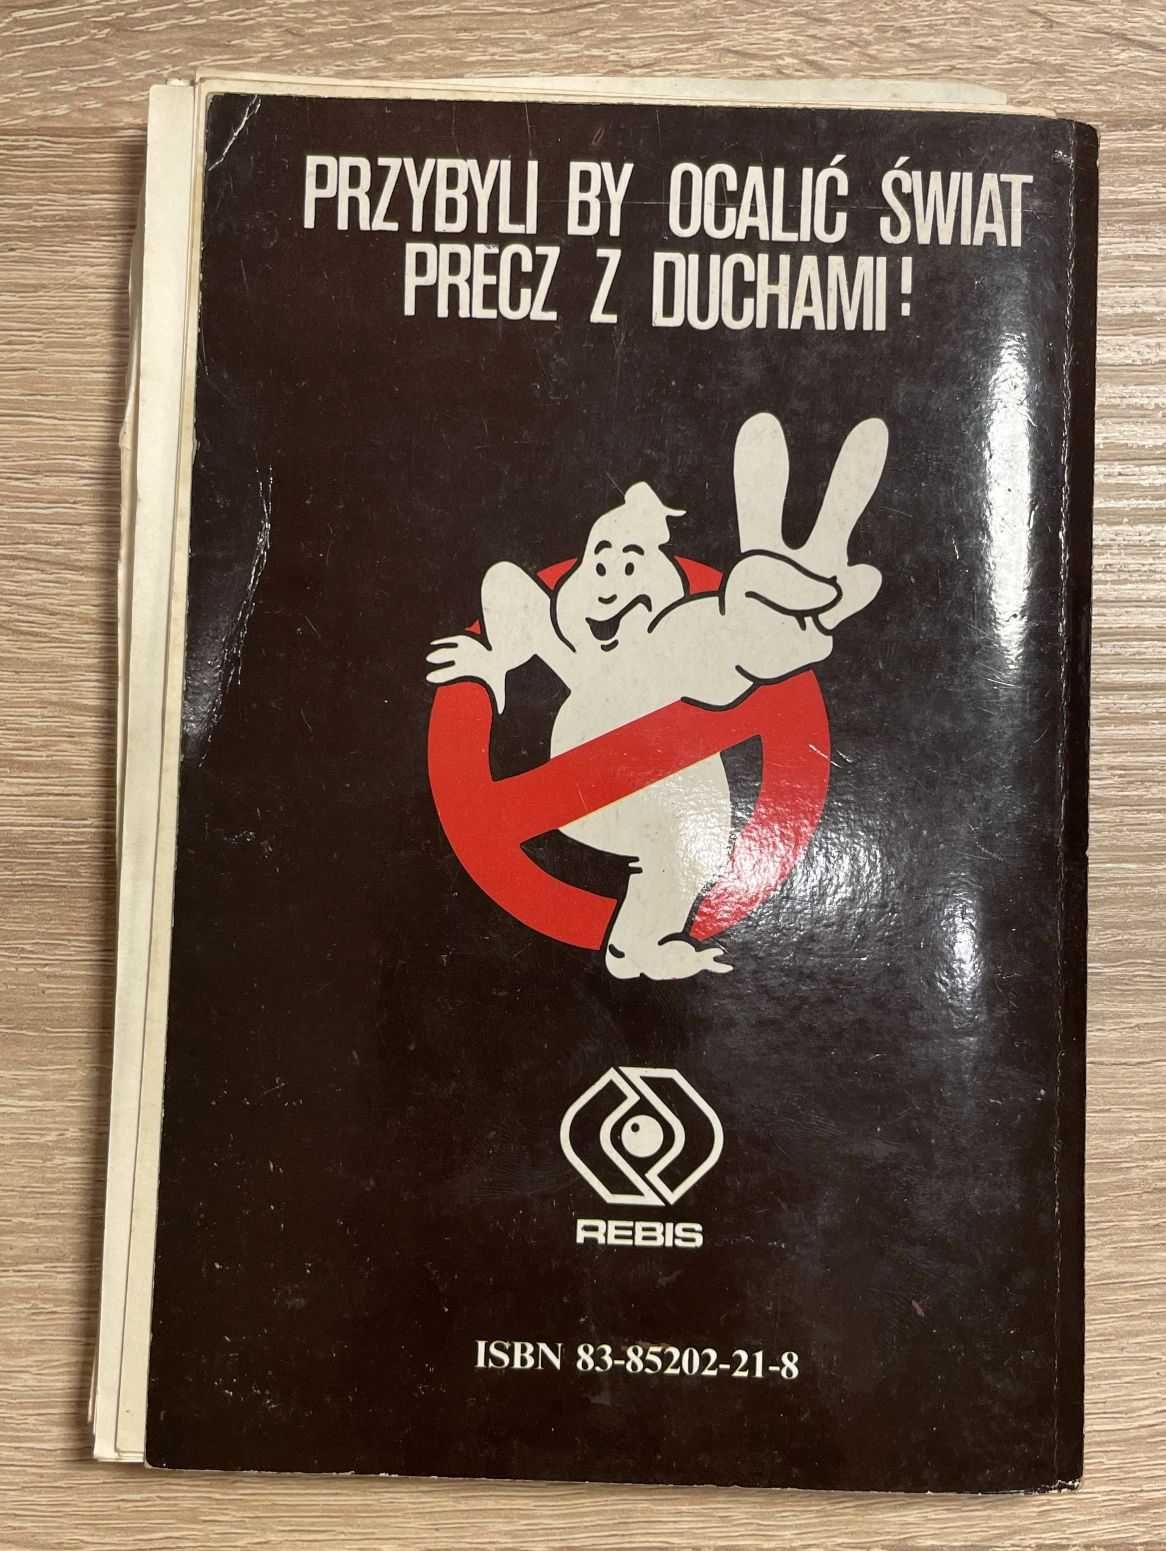 PRZYBYLI BY OCALIĆ ŚWIAT
PRECZ Z DUCHAMI!
REBIS
ISBN 83-85202-21-8